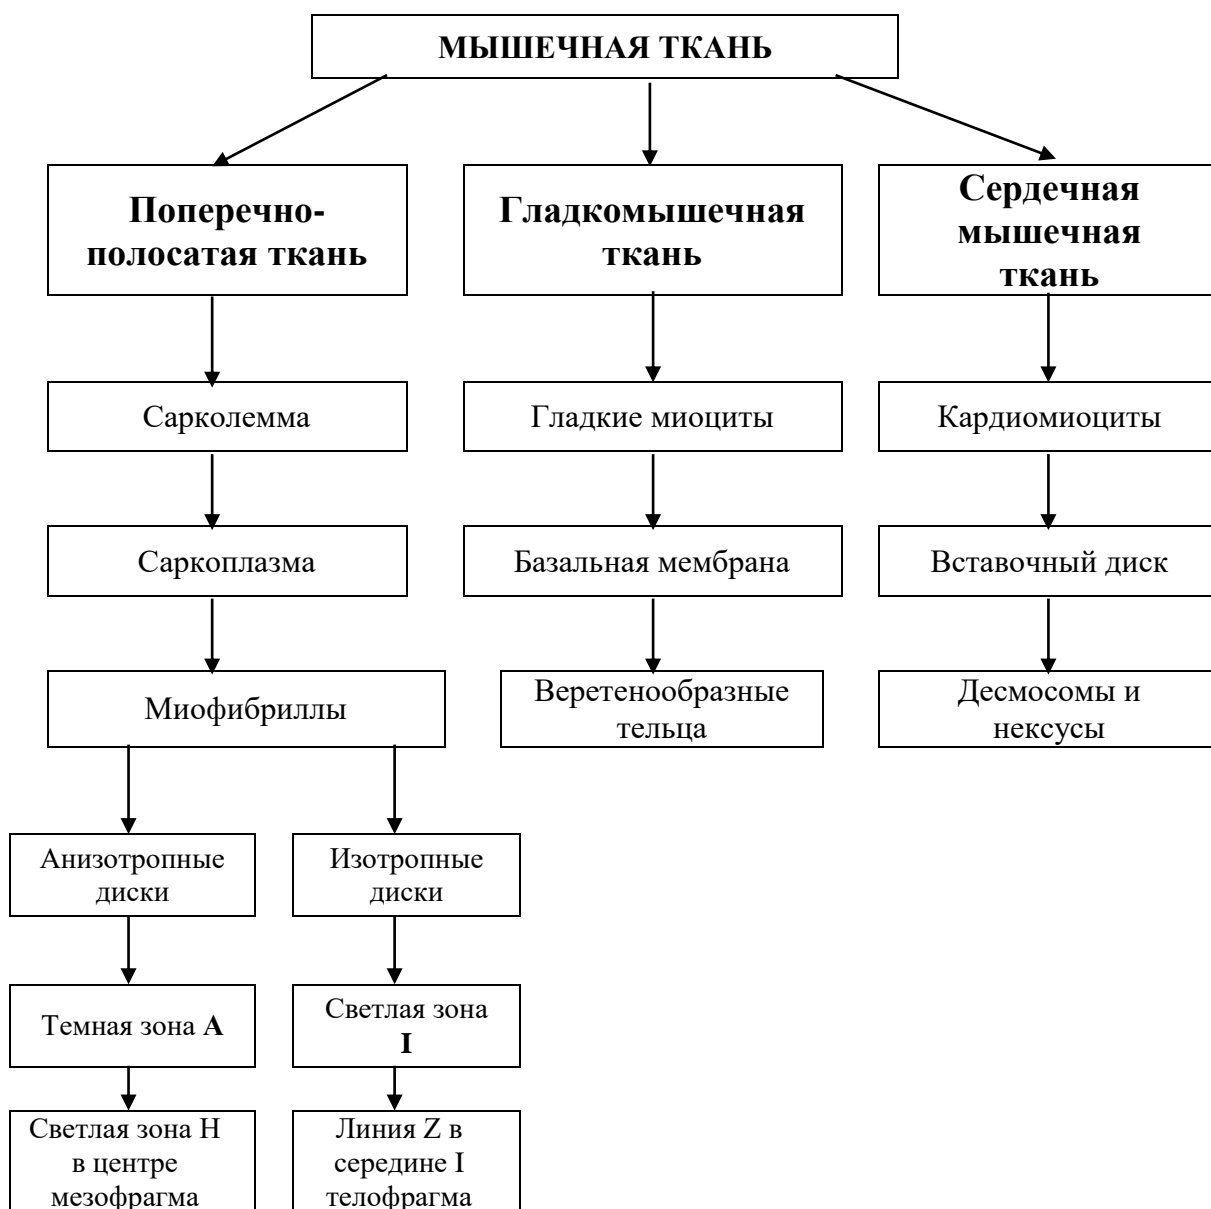 МЫШЕЧНАЯ ТКАНЬ
Поперечно-
полосатая ткань
Гладкомышечная
ткань
Сердечная
мышечная
ткань
Сарколемма
Гладкие миоциты
Кардиомиоциты
Саркоплазма
Базальная мембрана
Вставочный диск
Миофибриллы
Веретенообразные
тельца
Десмосомы и
нексусы
Анизотропные
диски
Изотропные
диски
Темная зона А
Светлая зона
I
Светлая зона Н
в центре
мезофрагма
Линия Z в
середине I
телофрагма